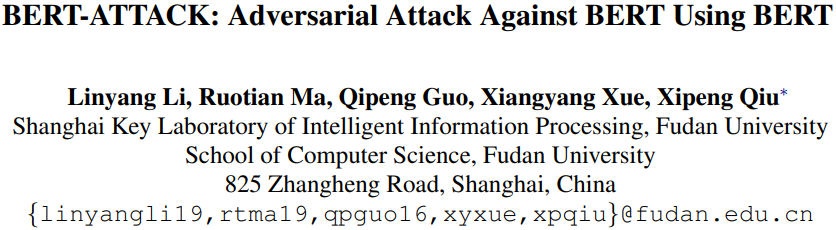 BERT-ATTACK: Adversarial Attack Against BERT Using BERT
Linyang Li, Ruotian Ma, Qipeng Guo, Xiangyang Xue, Xipeng Qiu*
Shanghai Key Laboratory of Intelligent Information Processing, Fudan University
School of Computer Science, Fudan University
825 Zhangheng Road, Shanghai, China
{linyangli19,rtma19,qpguo16,xyxue,xpqiu}@fudan.edu.cn